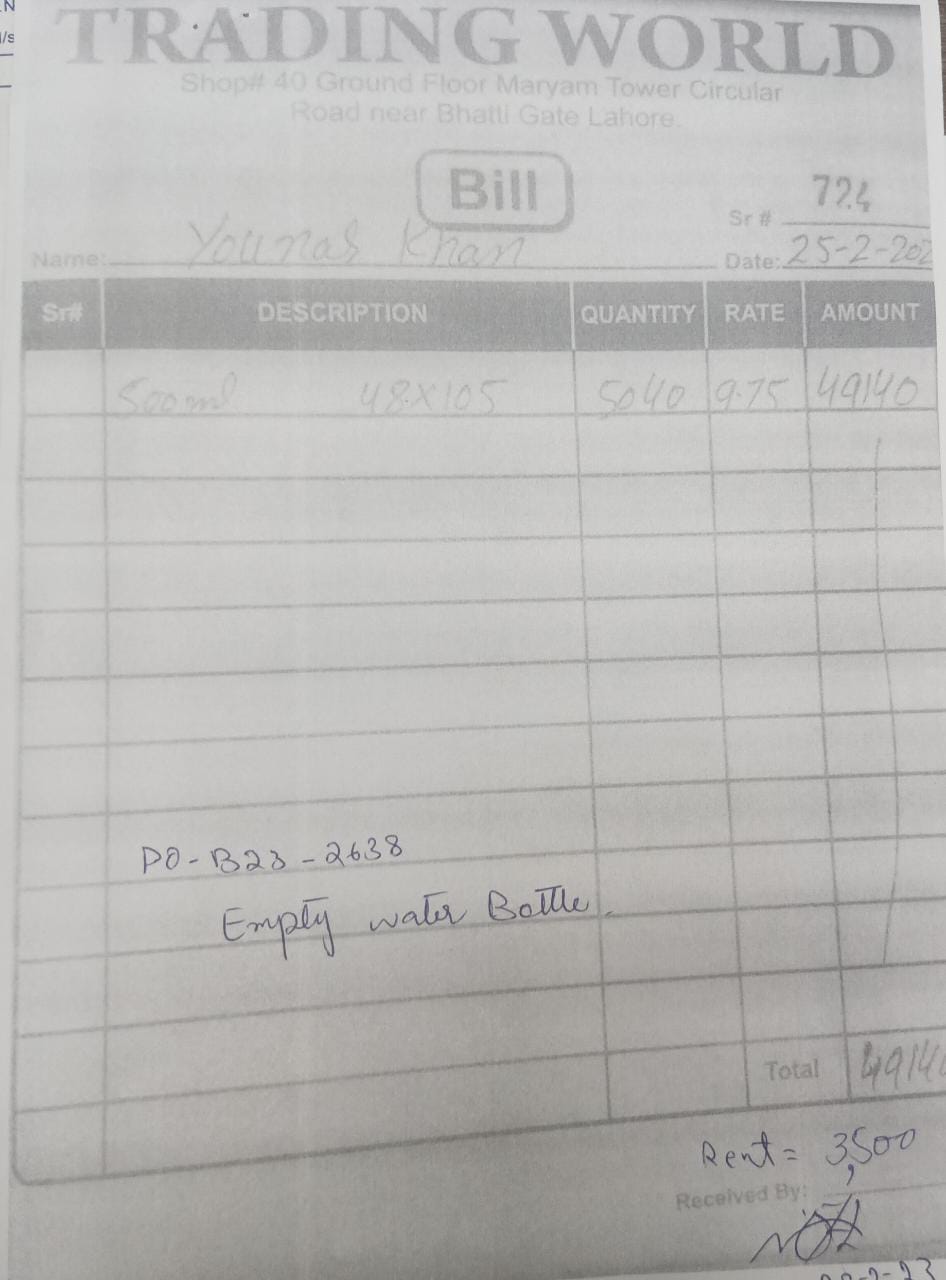 N
/s
TRADING WORLD
Shop# 40 Ground Floor Maryam Tower Circular
Road near Bhatti Gate Lahore.
Bill
Sr # 724
Name: Younas Khan Date: 25-2-202
Sr# DESCRIPTION QUANTITY RATE AMOUNT
500ml 48x105 5040 9.75 49140
PO-B23-2638
Empty water Bottle.
Total 4914
Rent = 3,500
Received By: